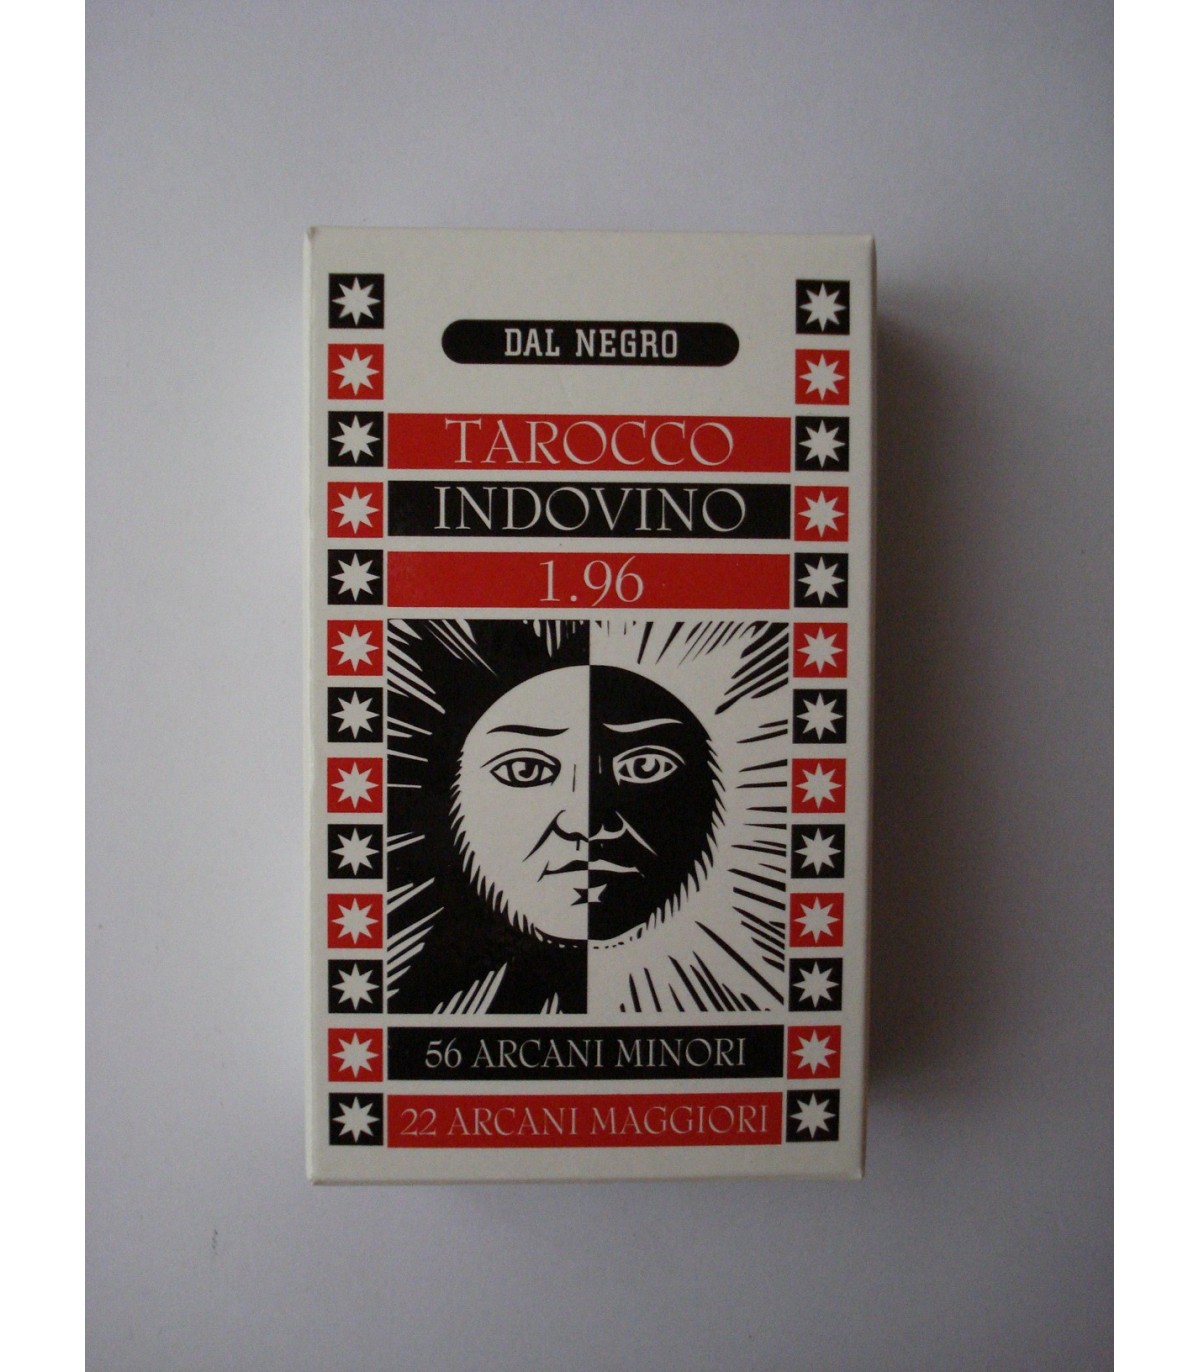 DAL NEGRO
TAROCCO
INDOVINO
1.96
56 ARCANI MINORI
22 ARCANI MAGGIORI